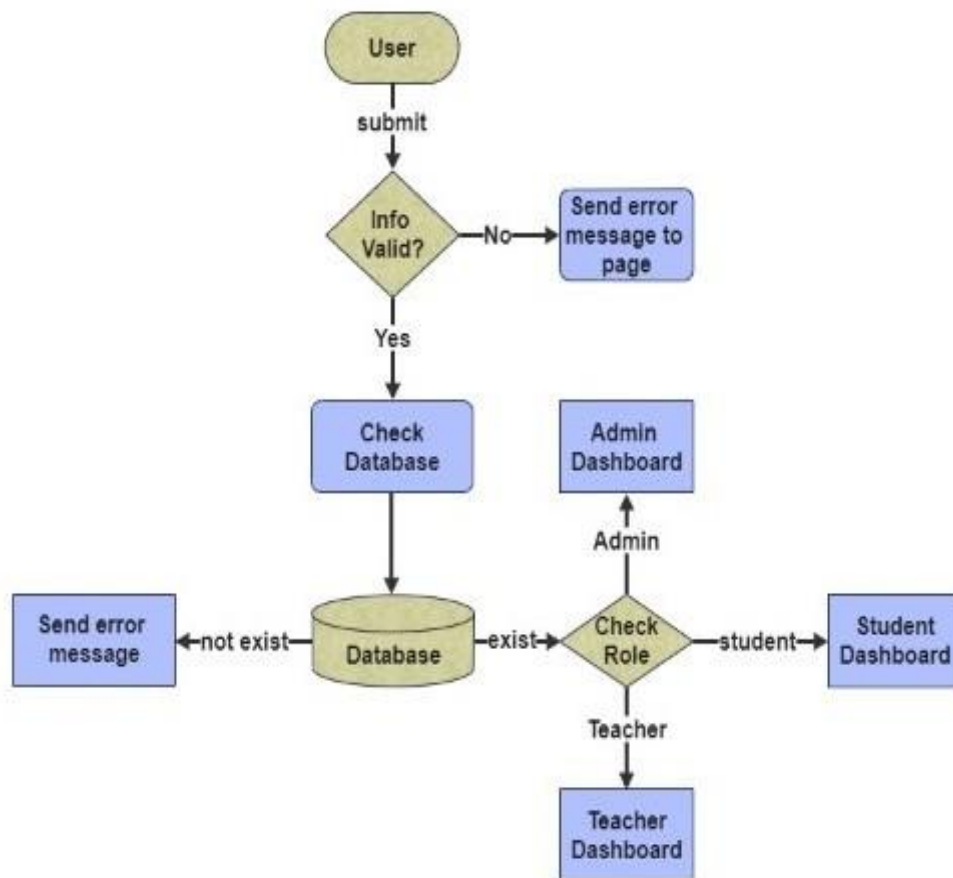 User
submit
Info
Valid?
No
Send error
message to
page
Yes
Check
Database
Admin
Dashboard
Admin
Send error
message
not exist
Database
exist
Check
Role
student
Student
Dashboard
Teacher
Teacher
Dashboard